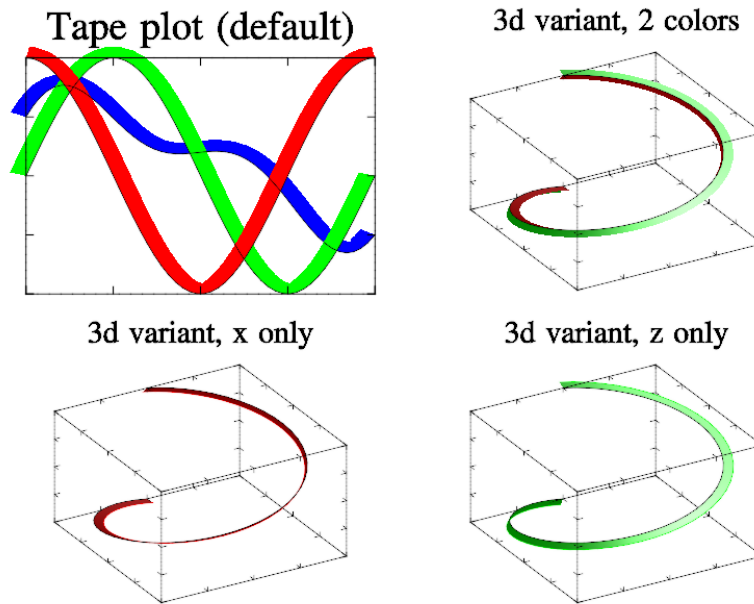 Tape plot (default)
3d variant, 2 colors
3d variant, x only
3d variant, z only